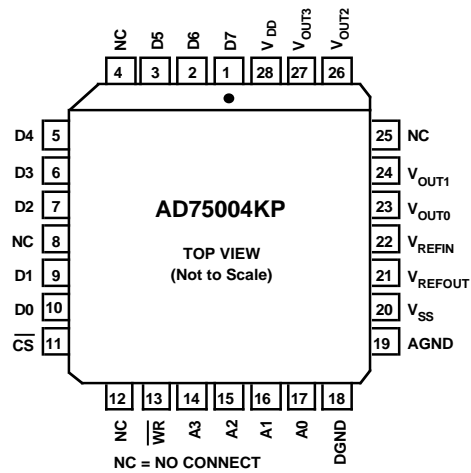 NC D5 D6 D7 VDD VOUT3 VOUT2
4 3 2 1 28 27 26
D4 5
D3 6
D2 7
NC 8
D1 9
D0 10
CS 11
AD75004KP
TOP VIEW
(Not to Scale)
25 NC
24 VOUT1
23 VOUT0
22 VREFIN
21 VREFOUT
20 VSS
19 AGND
12 13 14 15 16 17 18
NC WR A3 A2 A1 A0 DGND
NC = NO CONNECT